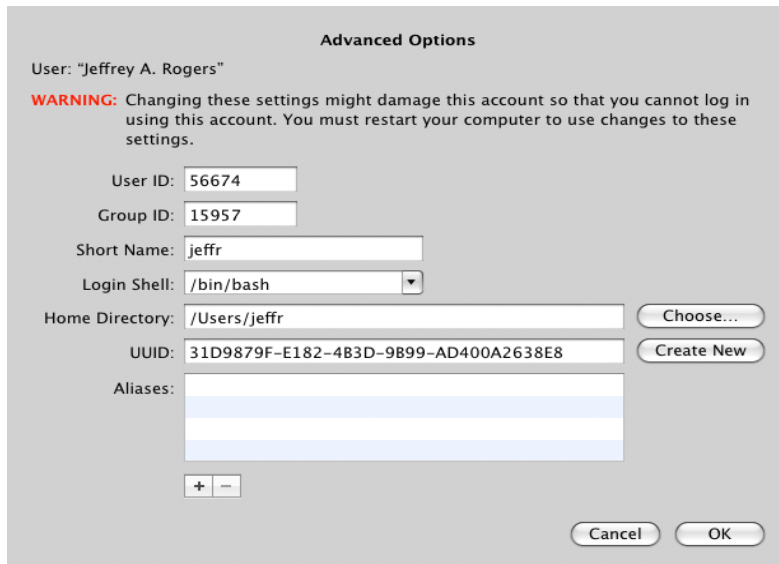 Advanced Options
User: “Jeffrey A. Rogers”
WARNING: Changing these settings might damage this account so that you cannot log in
using this account. You must restart your computer to use changes to these
settings.
User ID: 56674
Group ID: 15957
Short Name: jeffr
Login Shell: /bin/bash
Home Directory: /Users/jeffr Choose...
UUID: 31D9879F-E182-4B3D-9B99-AD400A2638E8 Create New
Aliases:
+ −
Cancel OK